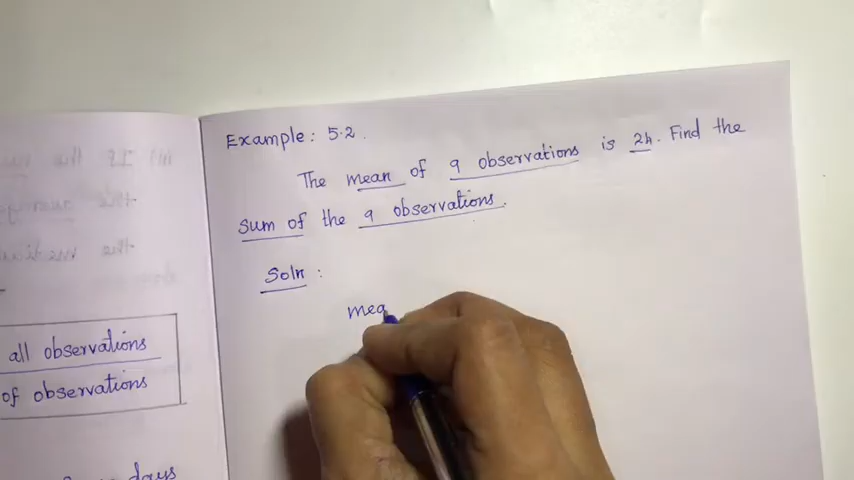 Example: 5.2.
The mean of 9 observations is 24. Find the
sum of the 9 observations.
Soln :
mea
all observations
of observations
days